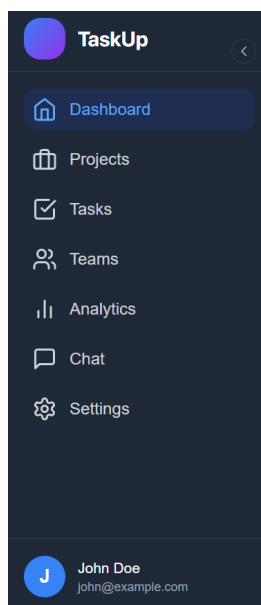 TaskUp
Dashboard
Projects
Tasks
Teams
Analytics
Chat
Settings
J
John Doe
john@example.com